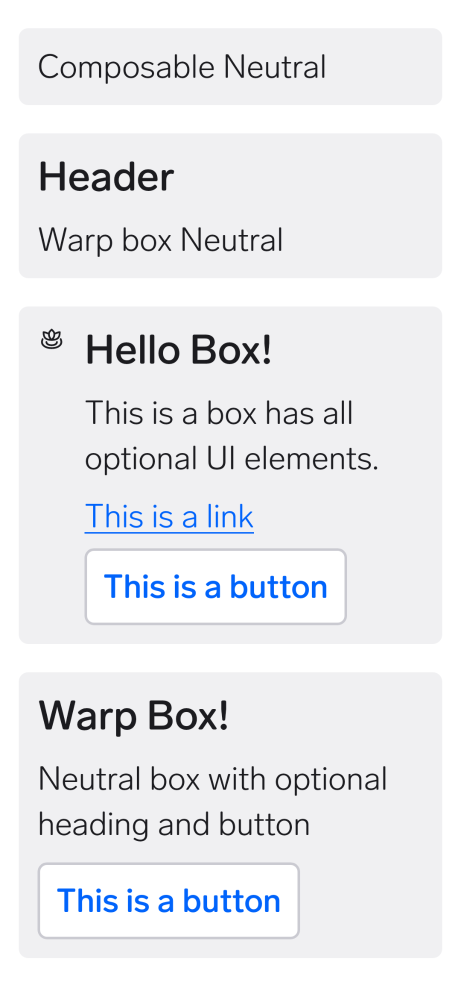 Composable Neutral
Header
Warp box Neutral
Hello Box!
This is a box has all
optional UI elements.
This is a link
This is a button
Warp Box!
Neutral box with optional
heading and button
This is a button